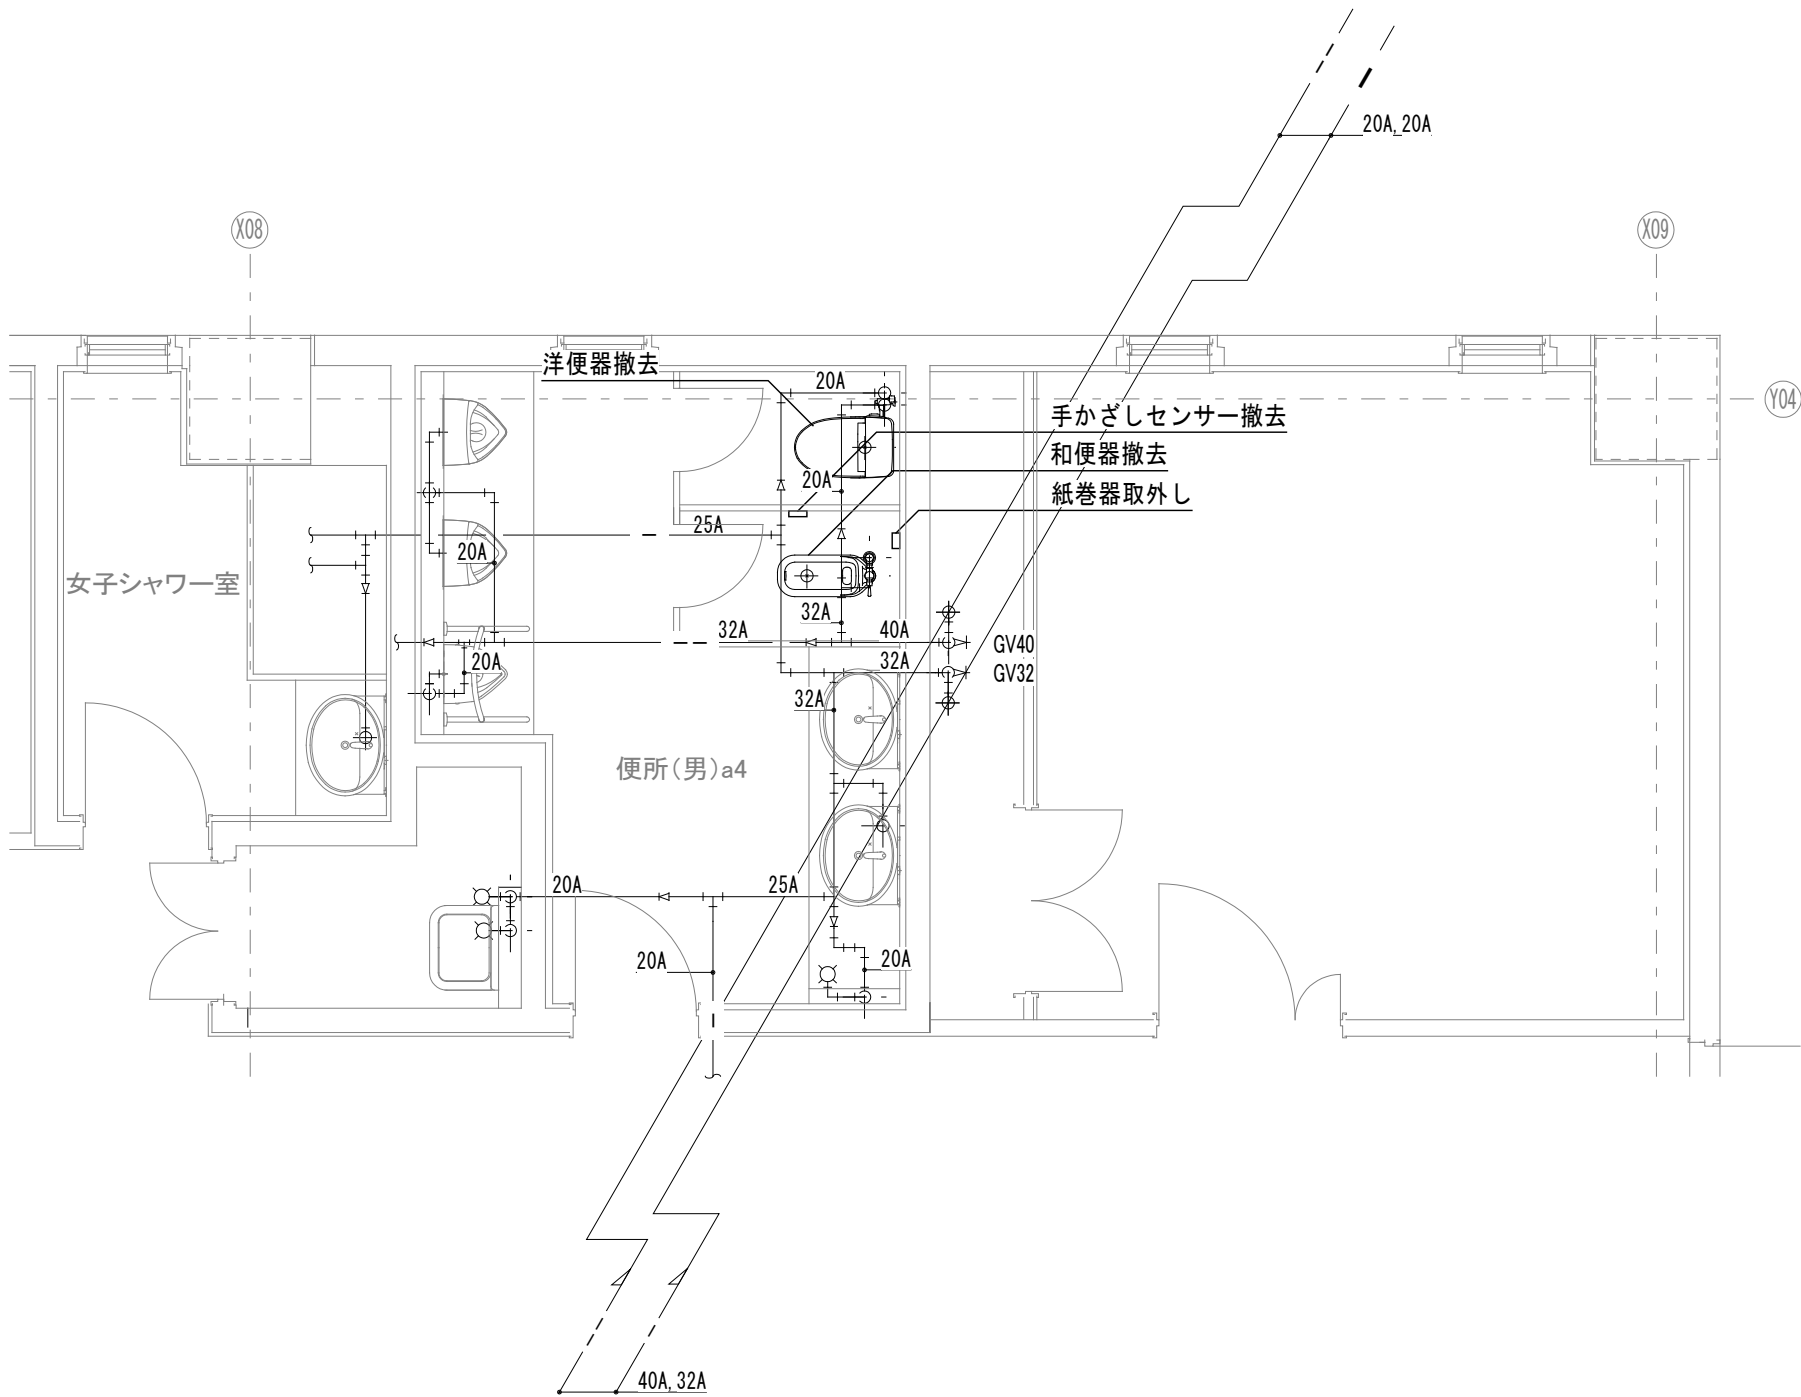 20A, 20A
X08
X09
洋便器撤去
20A
Y04
手かざしセンサー撤去
和便器撤去
20A
紙巻器取外し
25A
20A
女子シャワー室
32A
32A
40A
GV40
20A
32A
GV32
32A
便所(男)a4
20A
25A
20A
20A
40A, 32A